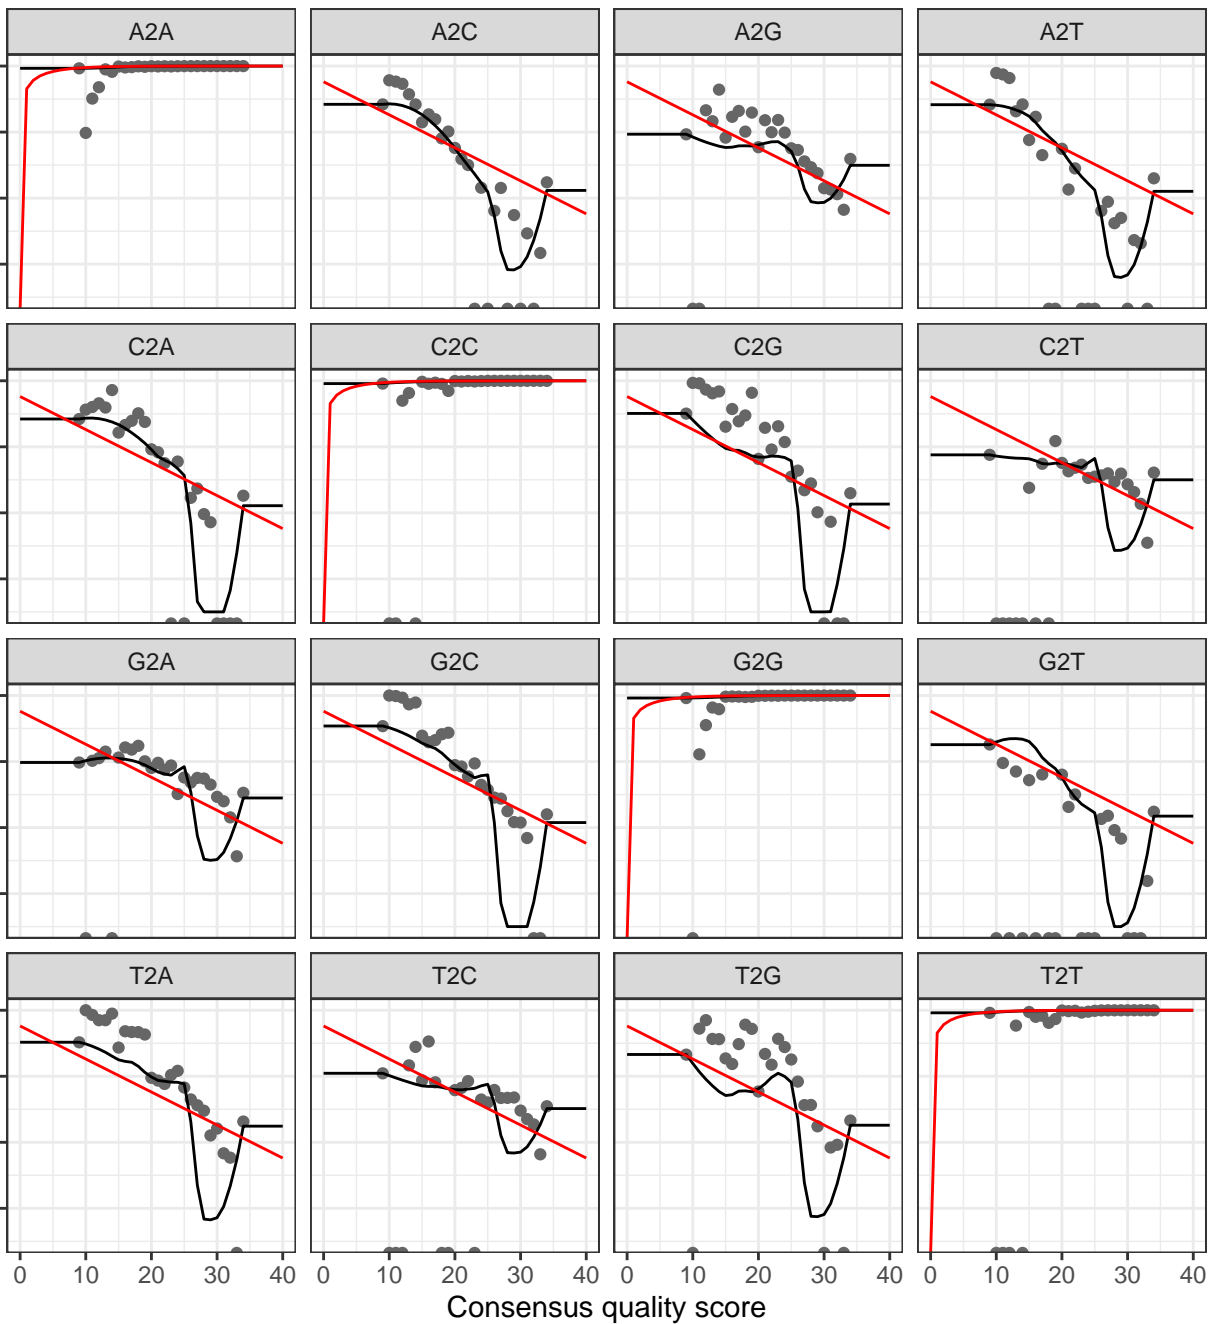 A2A A2C A2G A2T
C2A C2C C2G C2T
G2A G2C G2G G2T
T2A T2C T2G T2T
0 10 20 30 40 0 10 20 30 40 0 10 20 30 40 0 10 20 30 40
Consensus quality score